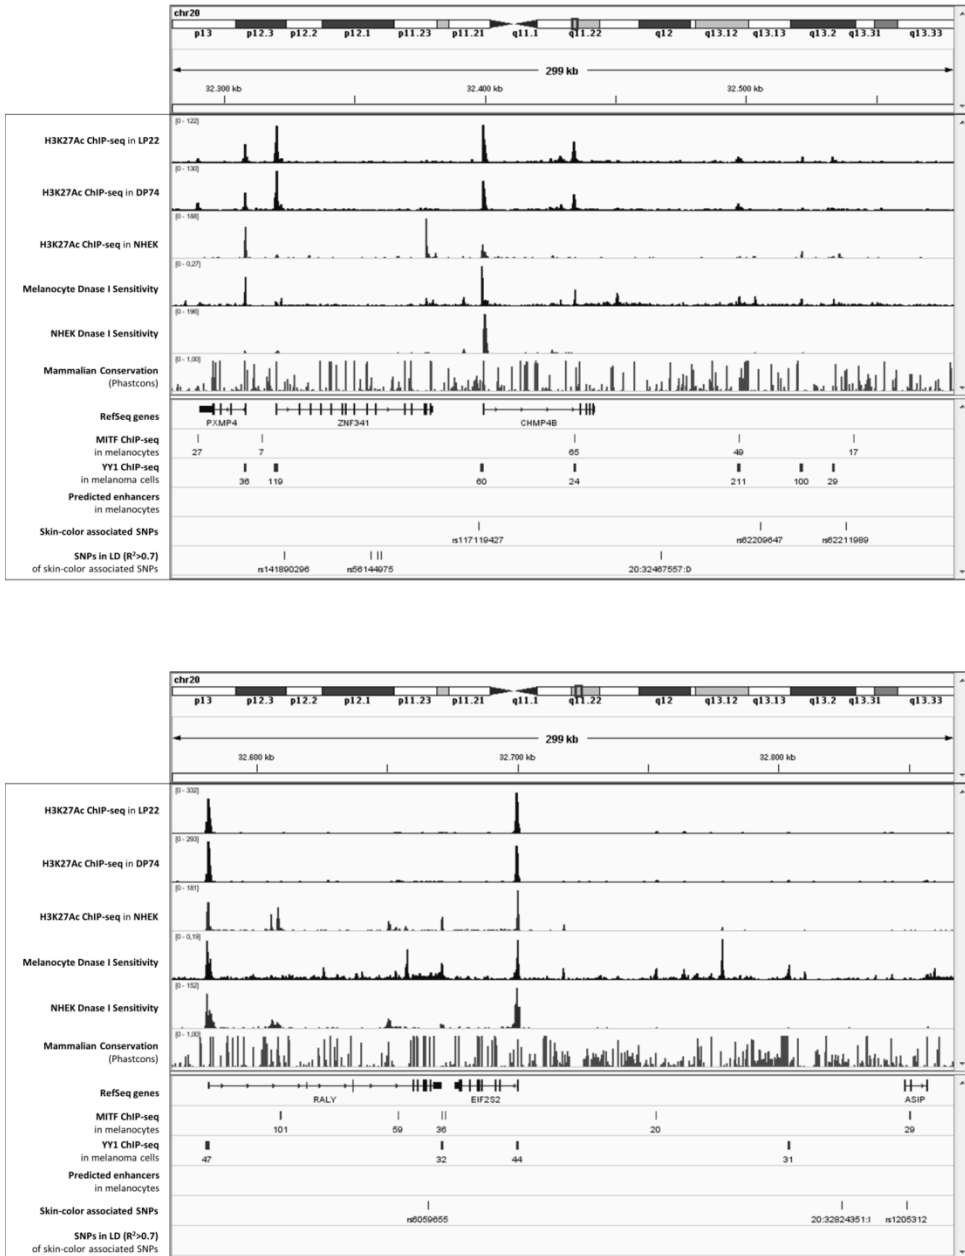 chr20
p13 p12.3 p12.2 p12.1 p11.23 p11.21 q11.1 q11.22 q12 q13.12 q13.13 q13.2 q13.31 q13.33
299 kb
32.300 kb 32.400 kb 32.500 kb
[0 - 122]
H3K27Ac ChIP-seq in LP22
[0 - 130]
H3K27Ac ChIP-seq in DP74
[0 - 188]
H3K27Ac ChIP-seq in NHEK
[0 - 0,27]
Melanocyte Dnase I Sensitivity
[0 - 196]
NHEK Dnase I Sensitivity
[0 - 1,00]
Mammalian Conservation
(Phastcons)
RefSeq genes
PXMP4 ZNF341 CHMP4B
MITF ChIP-seq
in melanocytes
27 7 65 49 17
YY1 ChIP-seq
in melanoma cells
36 119 60 24 211 100 29
Predicted enhancers
in melanocytes
Skin-color associated SNPs
rs117119427 rs62209647 rs62211989
SNPs in LD (R²>0.7)
of skin-color associated SNPs
rs141890296 rs56144975 20:32467557:D
chr20
p13 p12.3 p12.2 p12.1 p11.23 p11.21 q11.1 q11.22 q12 q13.12 q13.13 q13.2 q13.31 q13.33
299 kb
32.600 kb 32.700 kb 32.800 kb
[0 - 332]
H3K27Ac ChIP-seq in LP22
[0 - 293]
H3K27Ac ChIP-seq in DP74
[0 - 181]
H3K27Ac ChIP-seq in NHEK
[0 - 0,19]
Melanocyte Dnase I Sensitivity
[0 - 152]
NHEK Dnase I Sensitivity
[0 - 1,00]
Mammalian Conservation
(Phastcons)
RefSeq genes
RALY EIF2S2 ASIP
MITF ChIP-seq
in melanocytes
101 59 36 20 29
YY1 ChIP-seq
in melanoma cells
47 32 44 31
Predicted enhancers
in melanocytes
Skin-color associated SNPs
rs6059655 20:32824351:I rs1205312
SNPs in LD (R²>0.7)
of skin-color associated SNPs